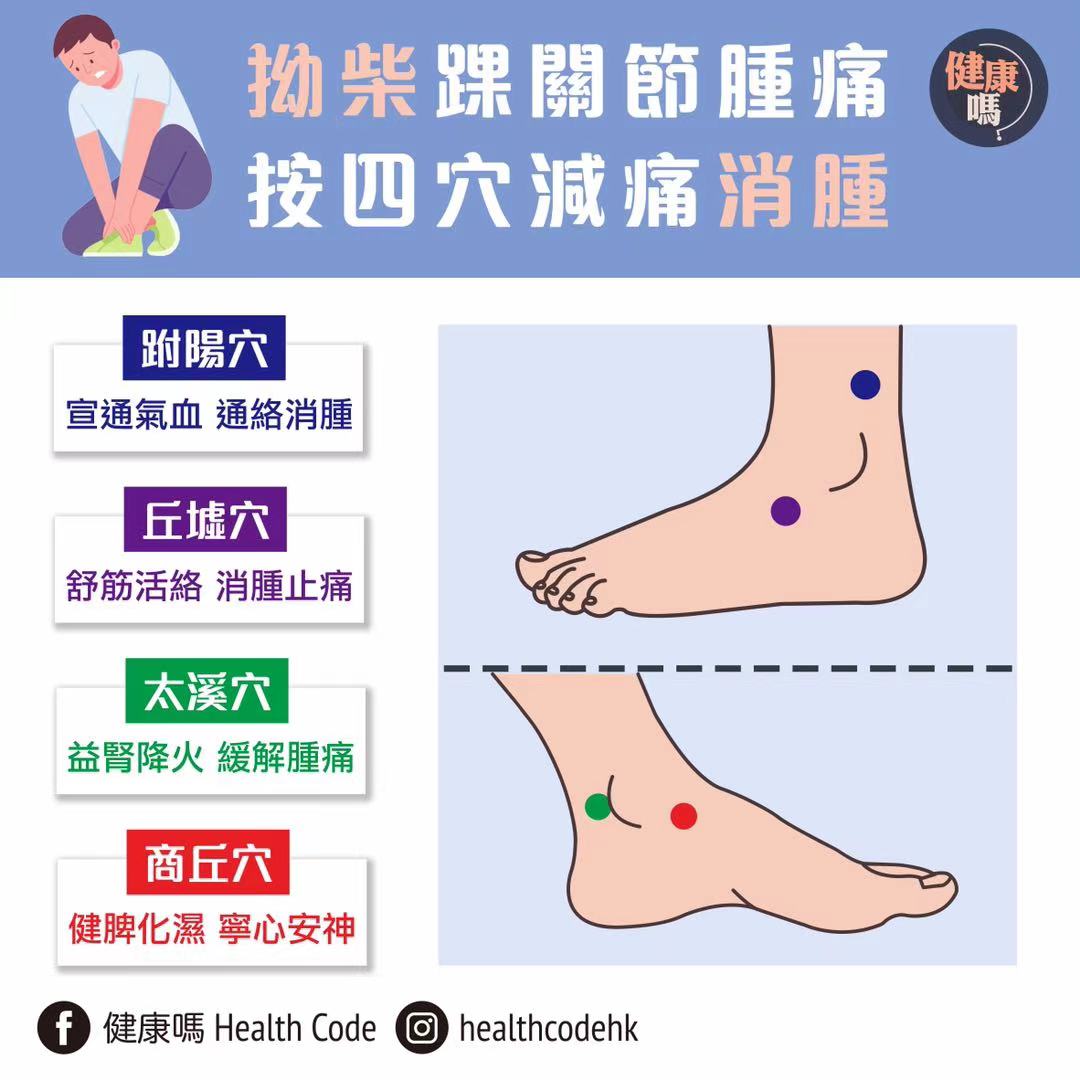 拗柴踝關節腫痛
按四穴減痛消腫
健康
嗎?
跗陽穴
宣通氣血 通絡消腫
丘墟穴
舒筋活絡 消腫止痛
太溪穴
益腎降火 緩解腫痛
商丘穴
健脾化濕 寧心安神
健康嗎 Health Code healthcodehk